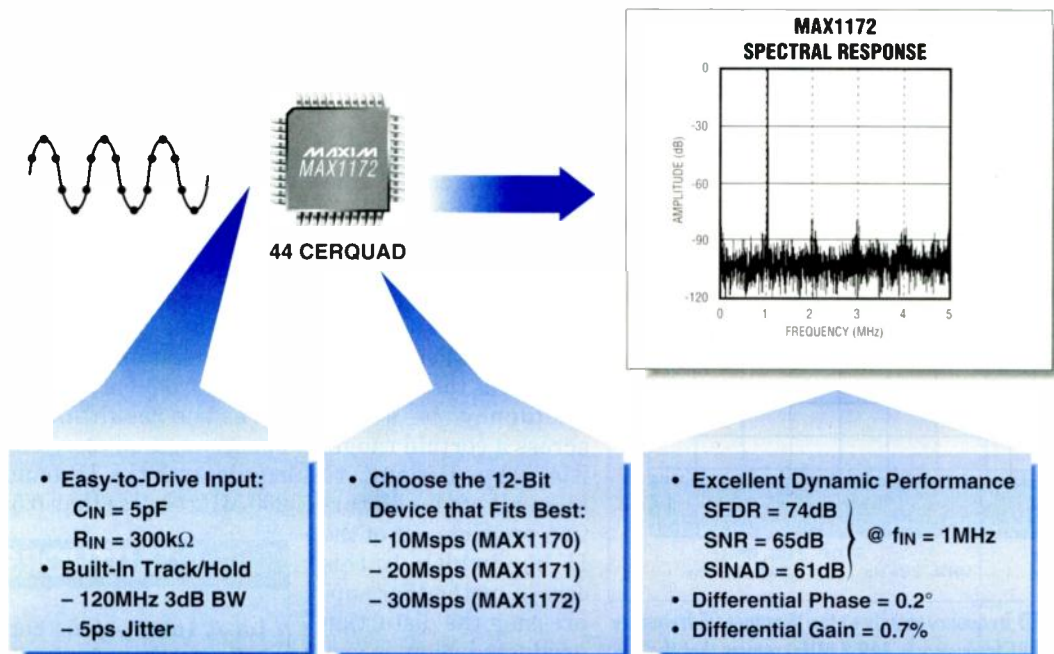 MAX1172
SPECTRAL RESPONSE
0
-30
-60
-90
-120
AMPLITUDE (dB)
0 1 2 3 4 5
FREQUENCY (MHz)
MAXIM
MAX1172
44 CERQUAD
• Easy-to-Drive Input:
CIN = 5pF
RIN = 300kΩ
• Built-In Track/Hold
– 120MHz 3dB BW
– 5ps Jitter
• Choose the 12-Bit
Device that Fits Best:
– 10Msps (MAX1170)
– 20Msps (MAX1171)
– 30Msps (MAX1172)
• Excellent Dynamic Performance
SFDR = 74dB
SNR = 65dB @ fIN = 1MHz
SINAD = 61dB
• Differential Phase = 0.2°
• Differential Gain = 0.7%